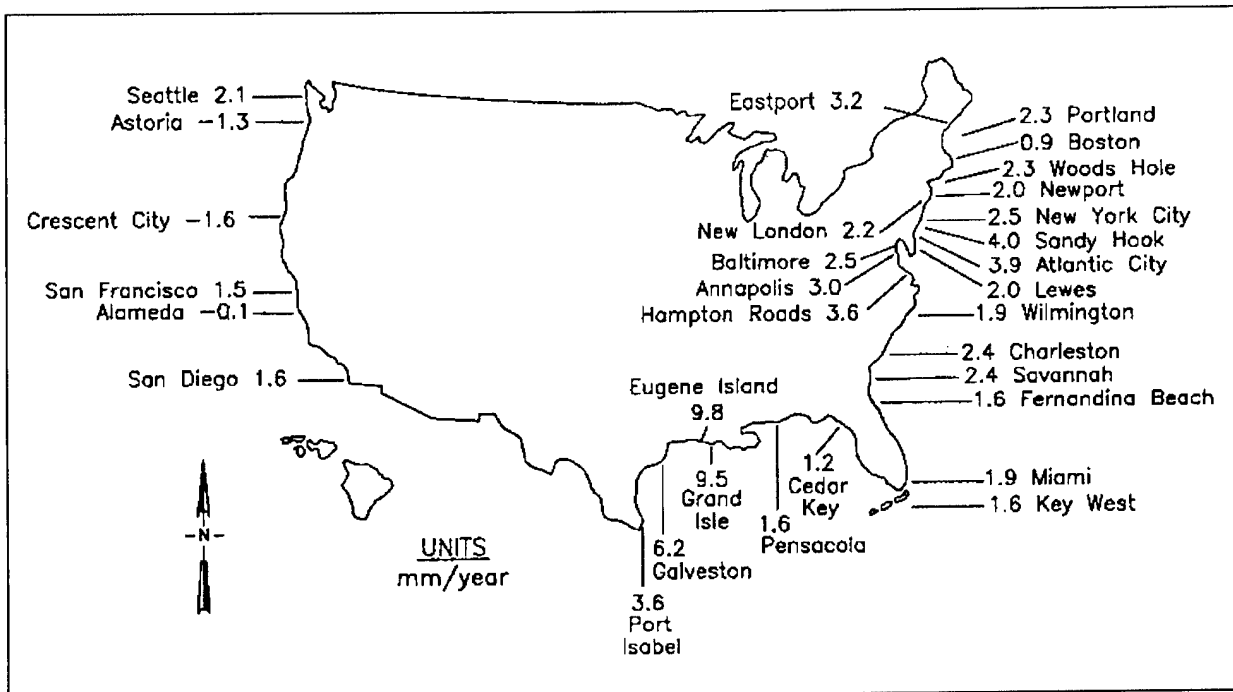 Seattle 2.1
Astoria -1.3
Crescent City -1.6
San Francisco 1.5
Alameda -0.1
San Diego 1.6
Eastport 3.2
2.3 Portland
0.9 Boston
2.3 Woods Hole
2.0 Newport
New London 2.2
2.5 New York City
4.0 Sandy Hook
Baltimore 2.5
3.9 Atlantic City
Annapolis 3.0
2.0 Lewes
Hampton Roads 3.6
1.9 Wilmington
2.4 Charleston
2.4 Savannah
1.6 Fernandina Beach
1.9 Miami
1.6 Key West
Eugene Island
9.8
9.5
Grand
Isle
1.2
Cedar
Key
1.6
Pensacola
6.2
Galveston
3.6
Port
Isabel
-N-
UNITS
mm/year